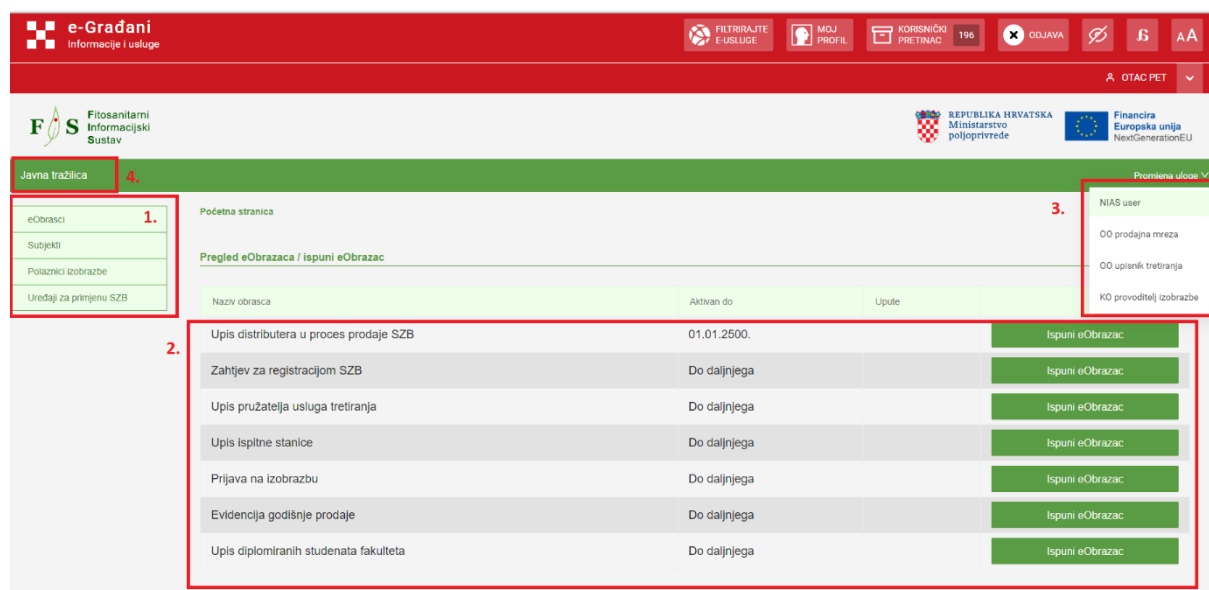 e-Građani
Informacije i usluge
FILTRIRAJTE
E-USLUGE
MOJ
PROFIL
KORISNIČKI
PRETINAC
196
ODJAVA
AA
OTAC PET
F S
Fitosanitarni
Informacijski
Sustav
REPUBLIKA HRVATSKA
Ministarstvo
poljoprivrede
Financira
Europska unija
NextGenerationEU
Javna tražilica
4.
Promjena uloge
eObrasci
1.
Subjekti
Polaznici izobrazbe
Uređaji za primjenu SZB
Početna stranica
3.
NIAS user
OO prodajna mreza
OO upisnik tretiranja
KO provoditelj izobrazbe
Pregled eObrazaca / ispuni eObrazac
Naziv obrasca Aktivan do Upute
2.
Upis distributera u proces prodaje SZB 01.01.2500. Ispuni eObrazac
Zahtjev za registracijom SZB Do daljnjega Ispuni eObrazac
Upis pružatelja usluga tretiranja Do daljnjega Ispuni eObrazac
Upis ispitne stanice Do daljnjega Ispuni eObrazac
Prijava na izobrazbu Do daljnjega Ispuni eObrazac
Evidencija godišnje prodaje Do daljnjega Ispuni eObrazac
Upis diplomiranih studenata fakulteta Do daljnjega Ispuni eObrazac